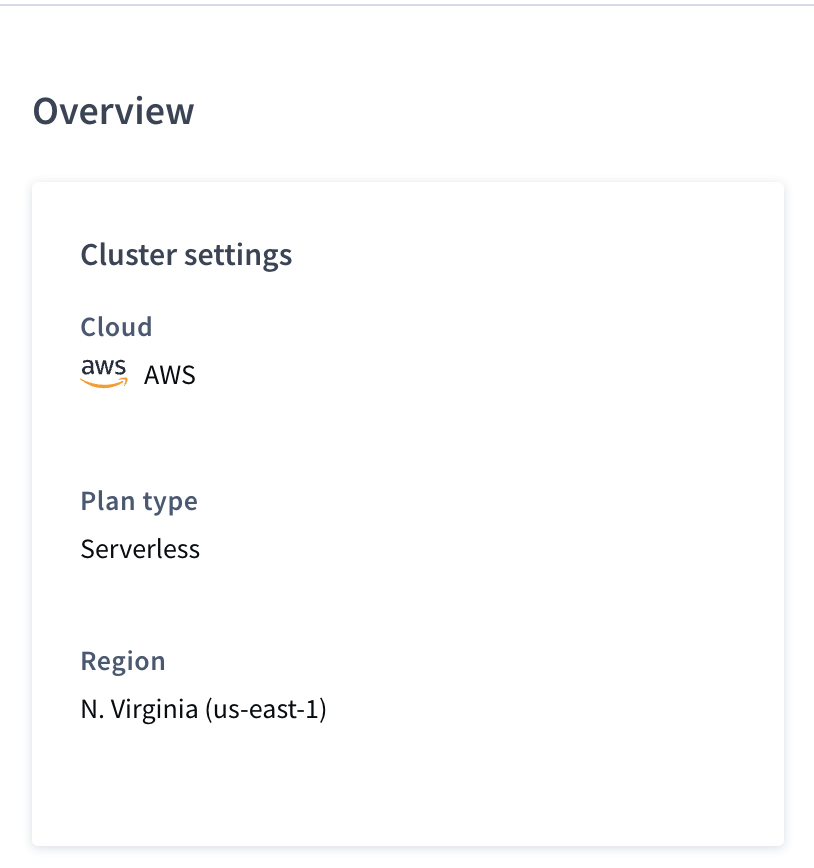 Overview
Cluster settings
Cloud
aws AWS
Plan type
Serverless
Region
N. Virginia (us-east-1)